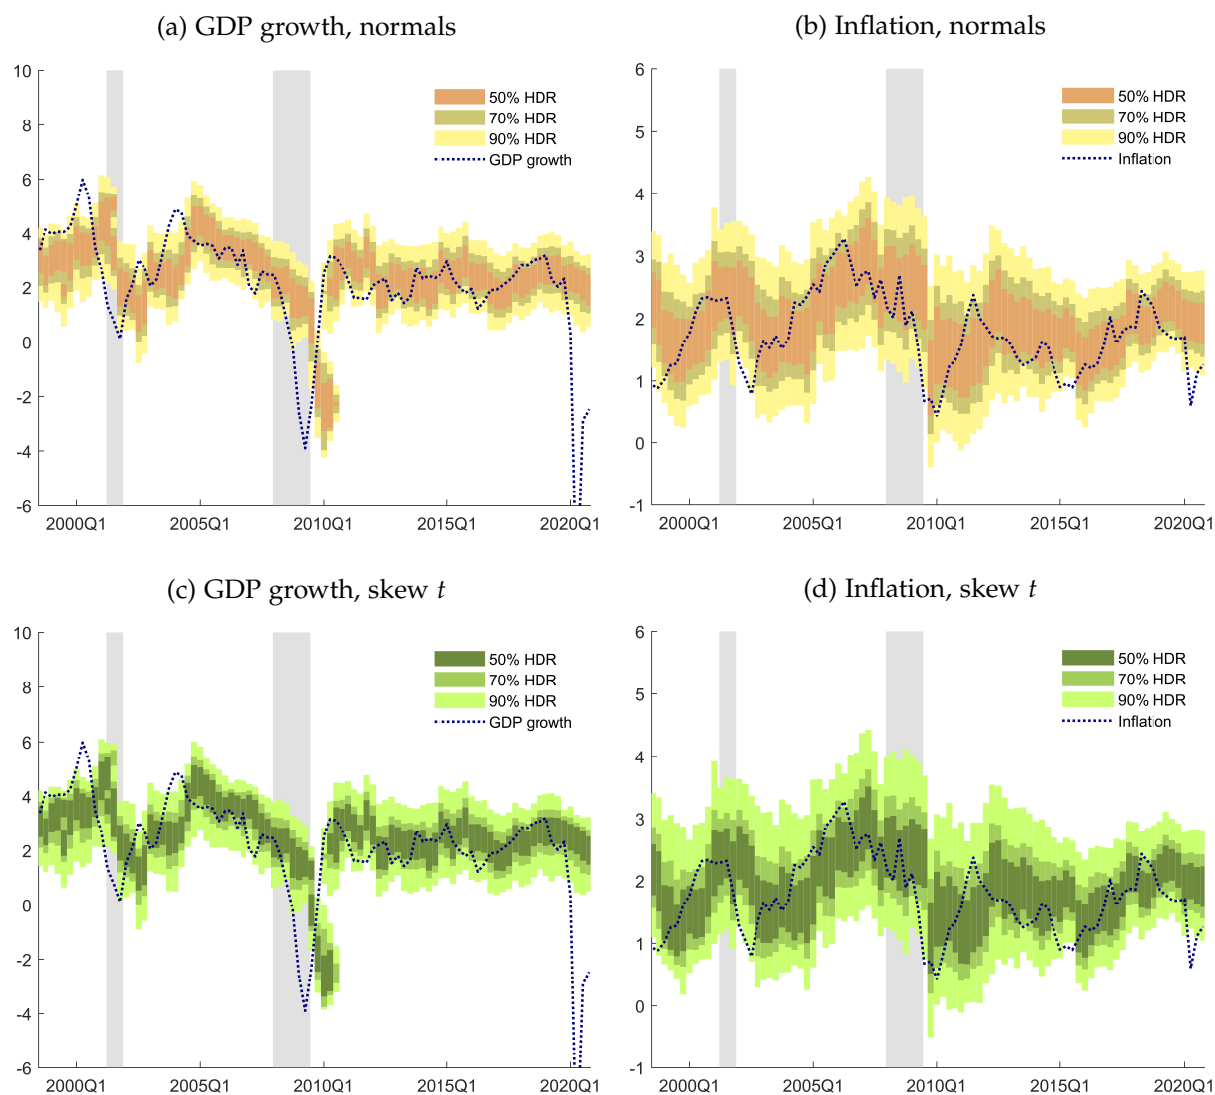 (a) GDP growth, normals
10
8
6
4
2
0
-2
-4
-6
2000Q1 2005Q1 2010Q1 2015Q1 2020Q1
50% HDR
70% HDR
90% HDR
GDP growth
(b) Inflation, normals
6
5
4
3
2
1
0
-1
2000Q1 2005Q1 2010Q1 2015Q1 2020Q1
50% HDR
70% HDR
90% HDR
Inflation
(c) GDP growth, skew t
10
8
6
4
2
0
-2
-4
-6
2000Q1 2005Q1 2010Q1 2015Q1 2020Q1
50% HDR
70% HDR
90% HDR
GDP growth
(d) Inflation, skew t
6
5
4
3
2
1
0
-1
2000Q1 2005Q1 2010Q1 2015Q1 2020Q1
50% HDR
70% HDR
90% HDR
Inflation